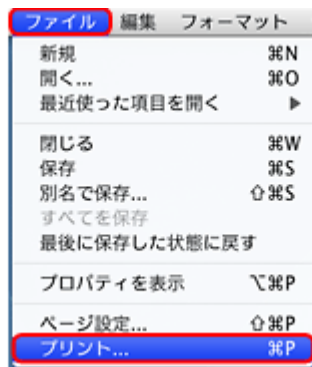 ファイル 編集 フォーマット
新規 ⌘N
開く... ⌘O
最近使った項目を開く ▶
閉じる ⌘W
保存 ⌘S
別名で保存... ⇧⌘S
すべてを保存
最後に保存した状態に戻す
プロパティを表示 ⌥⌘P
ページ設定... ⇧⌘P
プリント... ⌘P